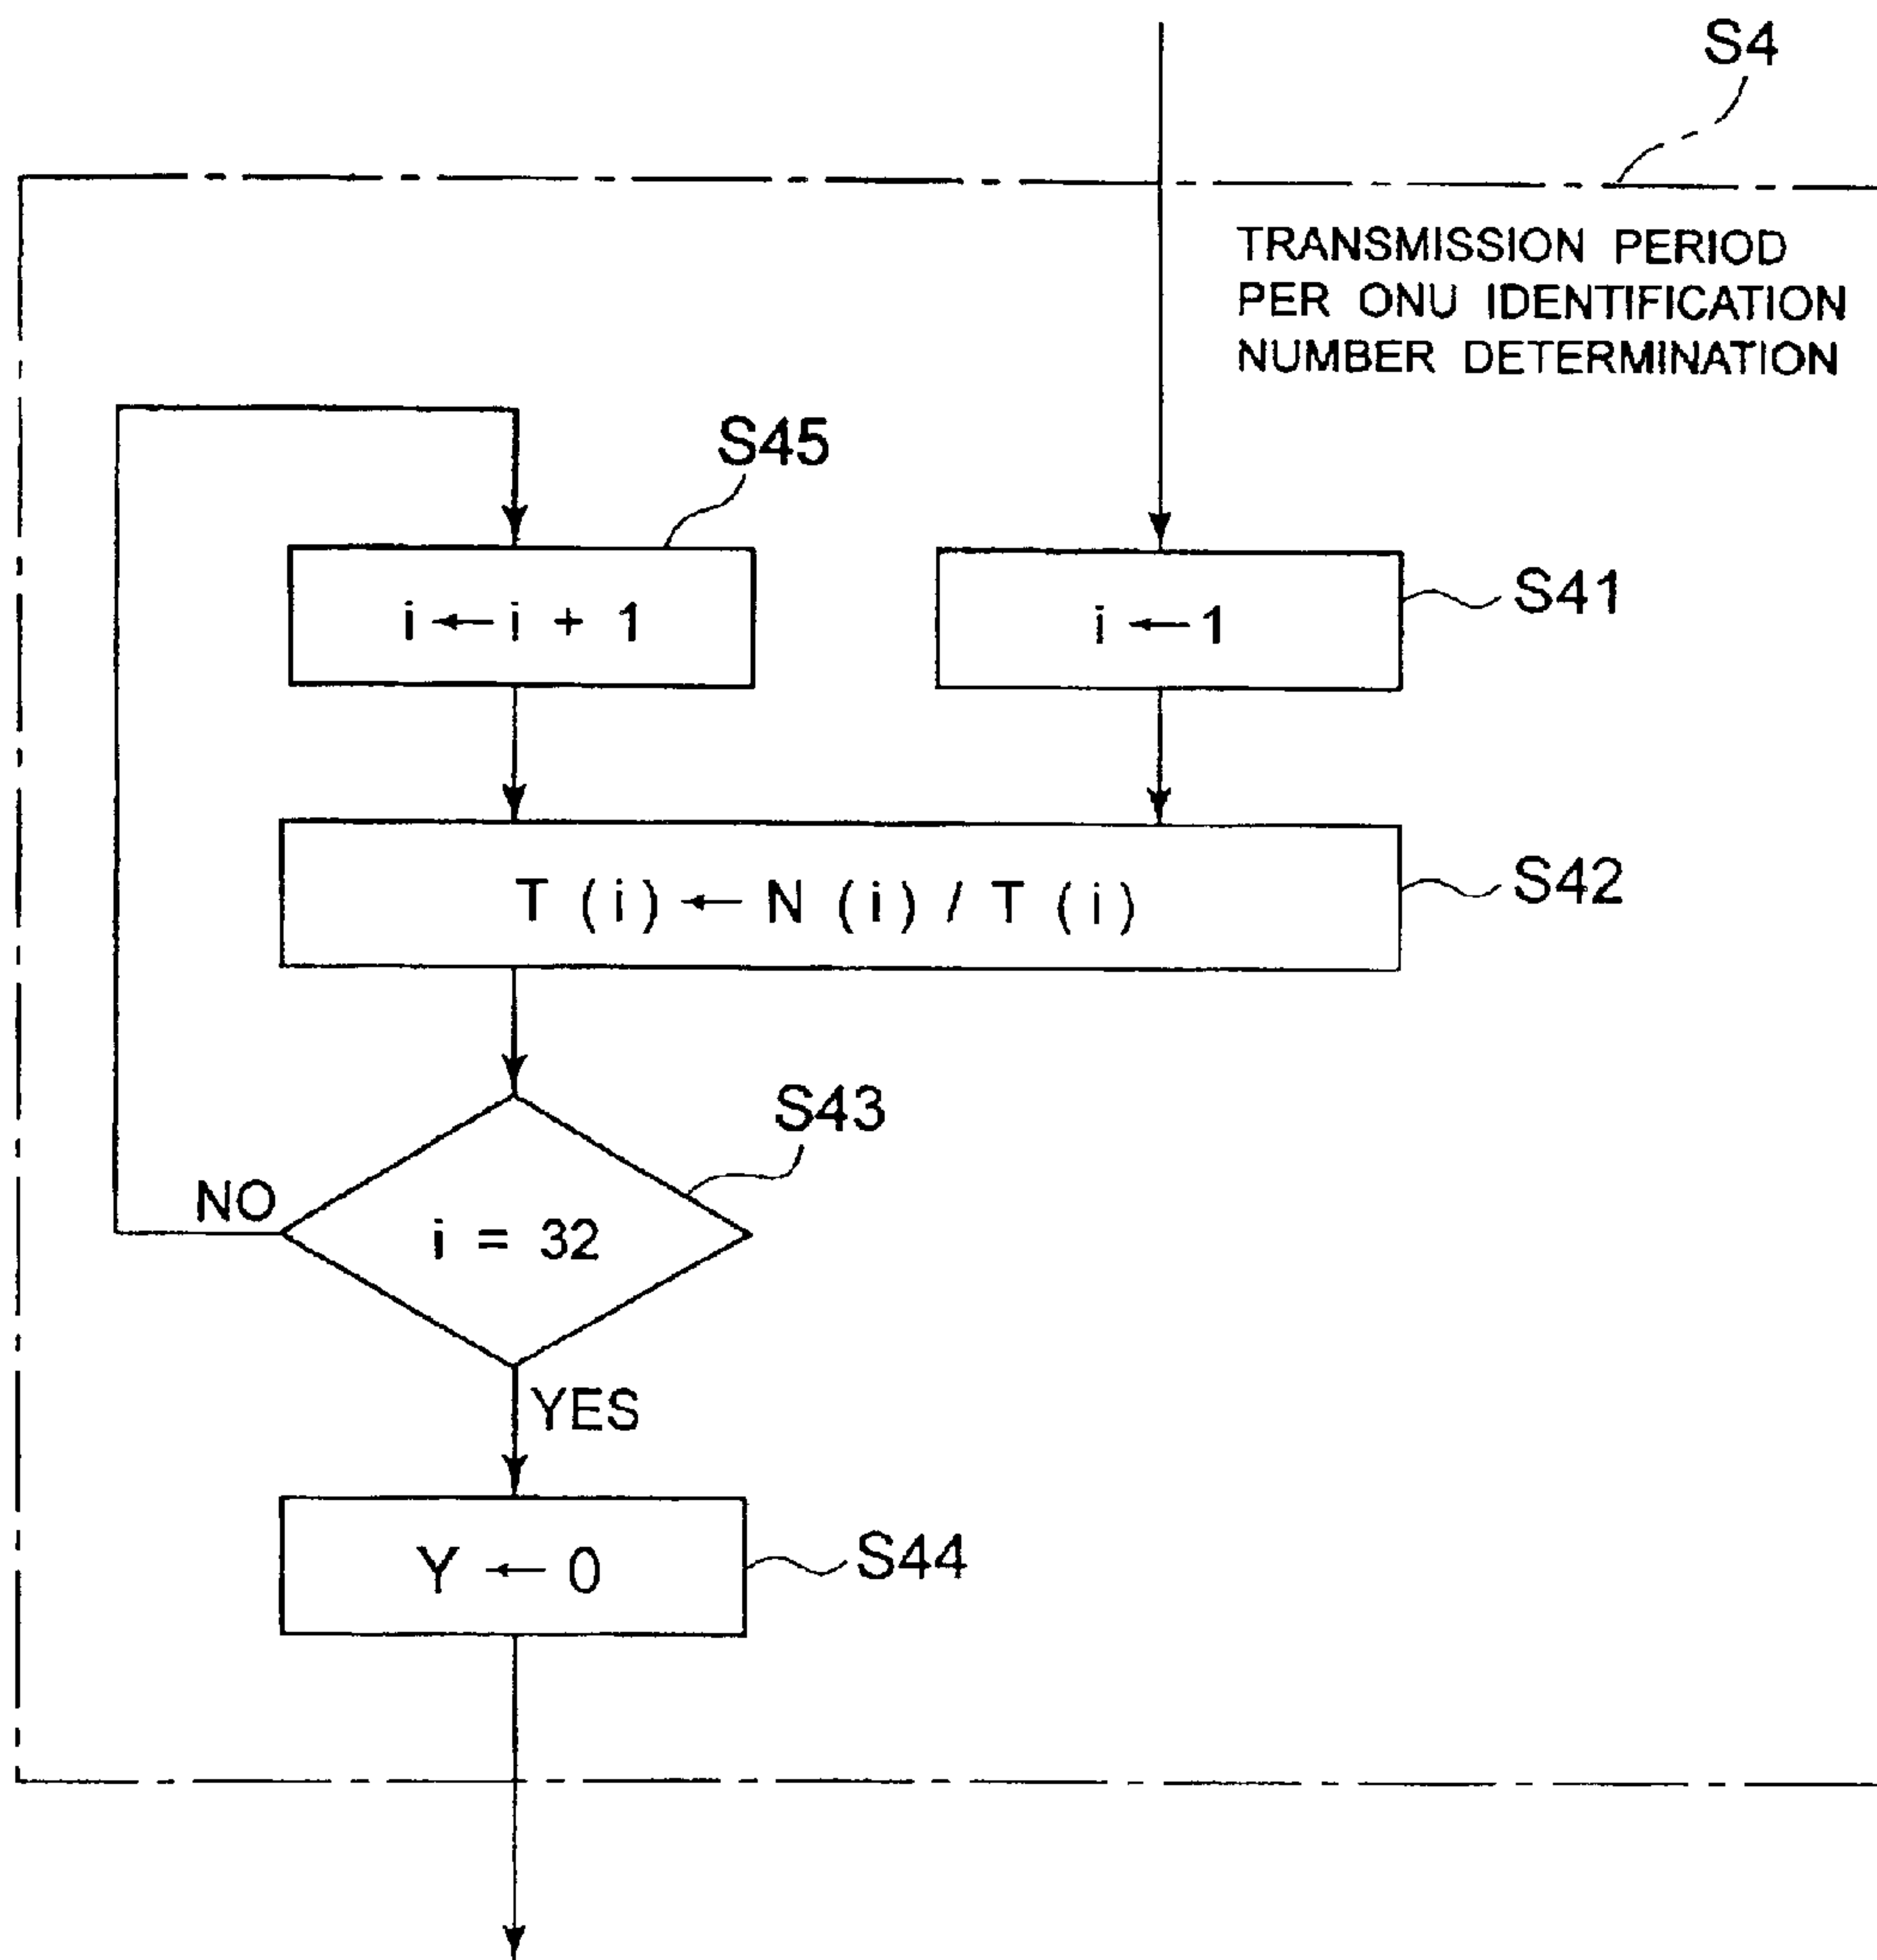 S4
TRANSMISSION PERIOD
PER ONU IDENTIFICATION
NUMBER DETERMINATION
S45
i ← i + 1
i ← 1
S41
T (i) ← N (i) / T (i)
S42
S43
NO
i = 32
YES
Y ← 0
S44